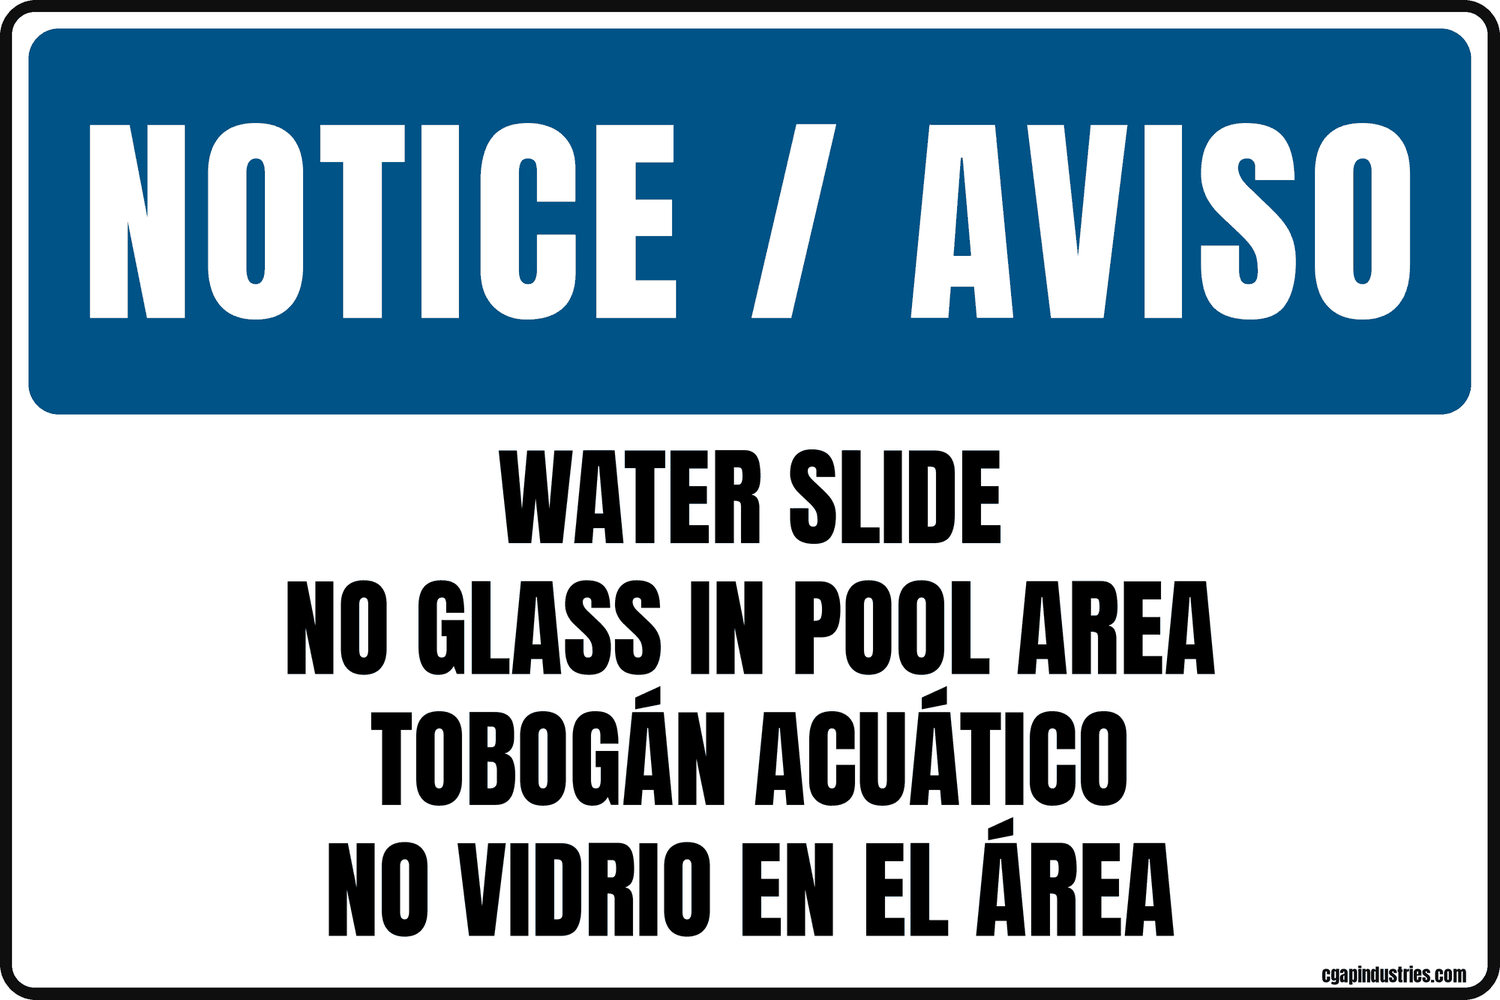 NOTICE / AVISO
WATER SLIDE
NO GLASS IN POOL AREA
TOBOGÁN ACUÁTICO
NO VIDRIO EN EL ÁREA
cgapindustries.com